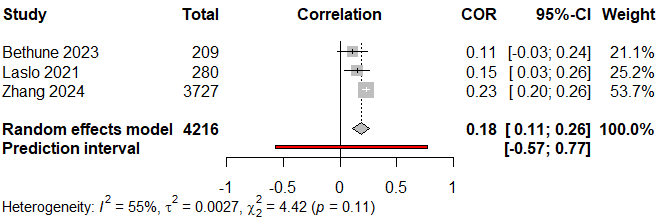 Study Total Correlation COR 95%-CI Weight
Bethune 2023 209 0.11 [-0.03; 0.24] 21.1%
Laslo 2021 280 0.15 [ 0.03; 0.26] 25.2%
Zhang 2024 3727 0.23 [ 0.20; 0.26] 53.7%
Random effects model 4216 0.18 [ 0.11; 0.26] 100.0%
Prediction interval [-0.57; 0.77]
-1 -0.5 0 0.5 1
Heterogeneity: I² = 55%, τ² = 0.0027, χ²₂ = 4.42 (p = 0.11)